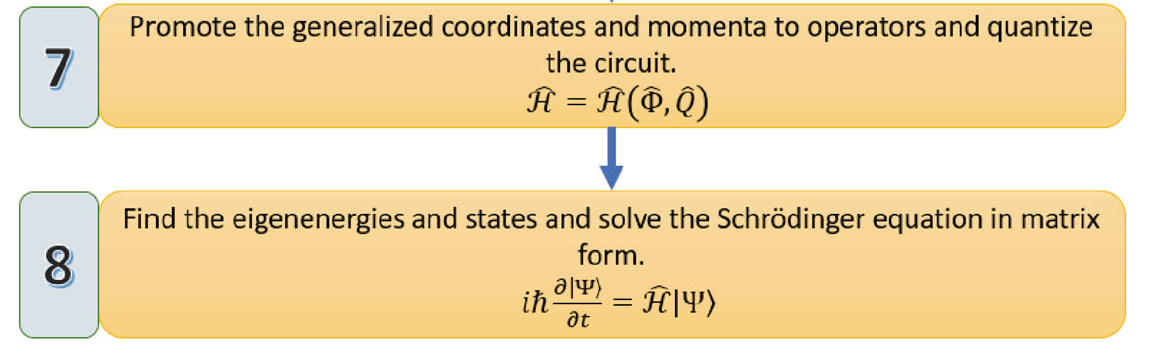 7
Promote the generalized coordinates and momenta to operators and quantize
the circuit.
ℋ̂ = ℋ̂(Φ̂, Q̂)
8
Find the eigenenergies and states and solve the Schrödinger equation in matrix
form.
iℏ ∂|Ψ⟩/∂t = ℋ̂|Ψ⟩